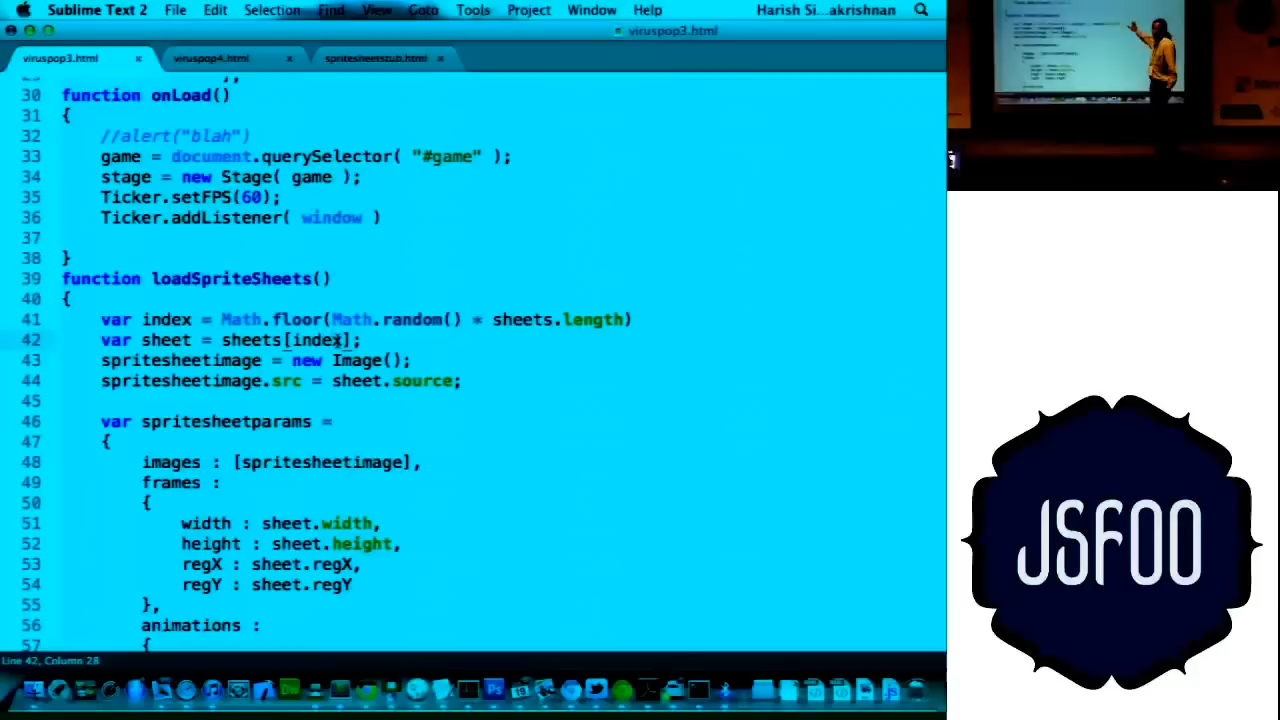 Sublime Text 2 File Edit Selection Find View Goto Tools Project Window Help Harish Si...akrishnan
viruspop3.html
viruspop3.html × viruspop4.html × spritesheetstub.html ×
30 function onLoad()
31 {
32 //alert("blah")
33 game = document.querySelector( "#game" );
34 stage = new Stage( game );
35 Ticker.setFPS(60);
36 Ticker.addListener( window )
37
38 }
39 function loadSpriteSheets()
40 {
41 var index = Math.floor(Math.random() * sheets.length)
42 var sheet = sheets[index];
43 spritesheetimage = new Image();
44 spritesheetimage.src = sheet.source;
45
46 var spritesheetparams =
47 {
48 images : [spritesheetimage],
49 frames :
50 {
51 width : sheet.width,
52 height : sheet.height,
53 regX : sheet.regX,
54 regY : sheet.regY
55 },
56 animations :
57 {
Line 42, Column 28
JSFOO